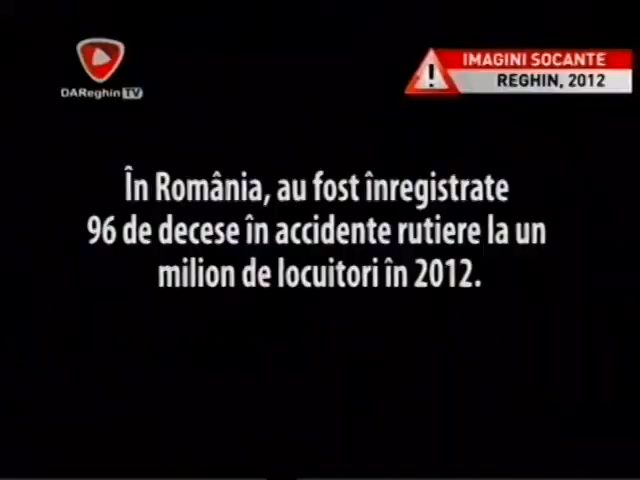 DAReghin TV
IMAGINI SOCANTE
REGHIN, 2012
În România, au fost înregistrate
96 de decese în accidente rutiere la un
milion de locuitori în 2012.